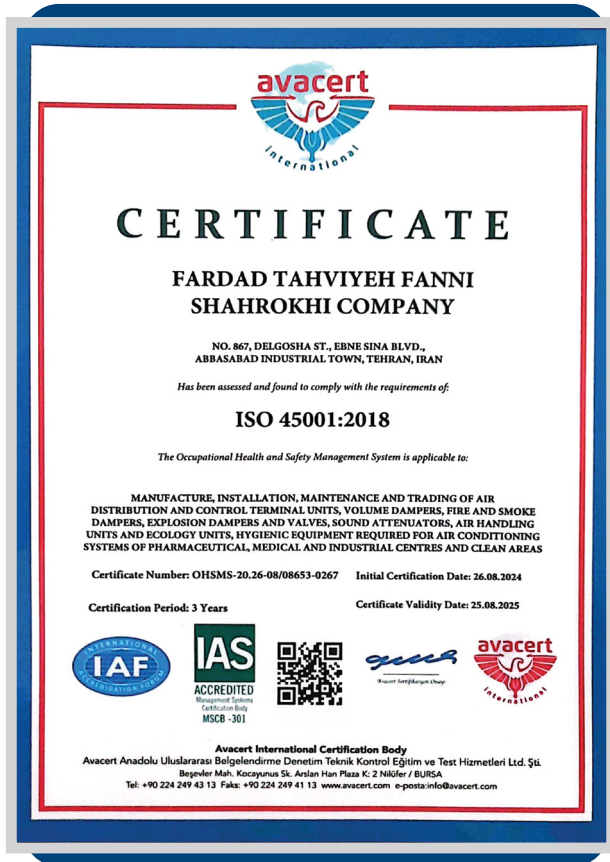 avacert
international
CERTIFICATE
FARDAD TAHVIYEH FANNI
SHAHROKHI COMPANY
NO. 867, DELGOSHA ST., EBNE SINA BLVD.,
ABBASABAD INDUSTRIAL TOWN, TEHRAN, IRAN
Has been assessed and found to comply with the requirements of:
ISO 45001:2018
The Occupational Health and Safety Management System is applicable to:
MANUFACTURE, INSTALLATION, MAINTENANCE AND TRADING OF AIR
DISTRIBUTION AND CONTROL TERMINAL UNITS, VOLUME DAMPERS, FIRE AND SMOKE
DAMPERS, EXPLOSION DAMPERS AND VALVES, SOUND ATTENUATORS, AIR HANDLING
UNITS AND ECOLOGY UNITS, HYGIENIC EQUIPMENT REQUIRED FOR AIR CONDITIONING
SYSTEMS OF PHARMACEUTICAL, MEDICAL AND INDUSTRIAL CENTRES AND CLEAN AREAS
Certificate Number: OHSMS-20.26-08/08653-0267 Initial Certification Date: 26.08.2024
Certification Period: 3 Years Certificate Validity Date: 25.08.2025
INTERNATIONAL
IAF
ACCREDITATION FORUM
IAS
ACCREDITED
Management Systems
Certification Body
MSCB -301
Avacert Sertifikasyon Onayı
avacert
international
Avacert International Certification Body
Avacert Anadolu Uluslararası Belgelendirme Denetim Teknik Kontrol Eğitim ve Test Hizmetleri Ltd. Şti.
Beşevler Mah. Kocayunus Sk. Arslan Han Plaza K: 2 Nilüfer / BURSA
Tel: +90 224 249 43 13 Faks: +90 224 249 41 13 www.avacert.com e-posta:info@avacert.com